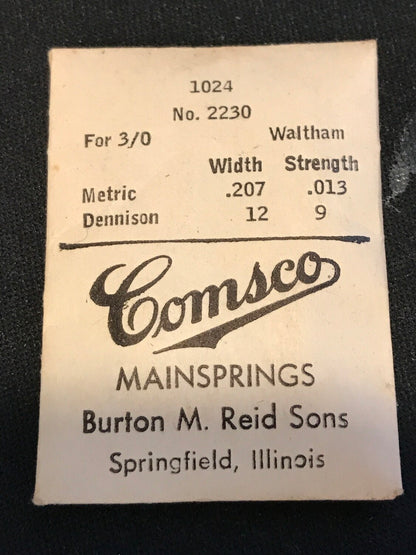 1024
No. 2230
For 3/0 Waltham
Width Strength
Metric .207 .013
Dennison 12 9
Comsco
MAINSPRINGS
Burton M. Reid Sons
Springfield, Illinois